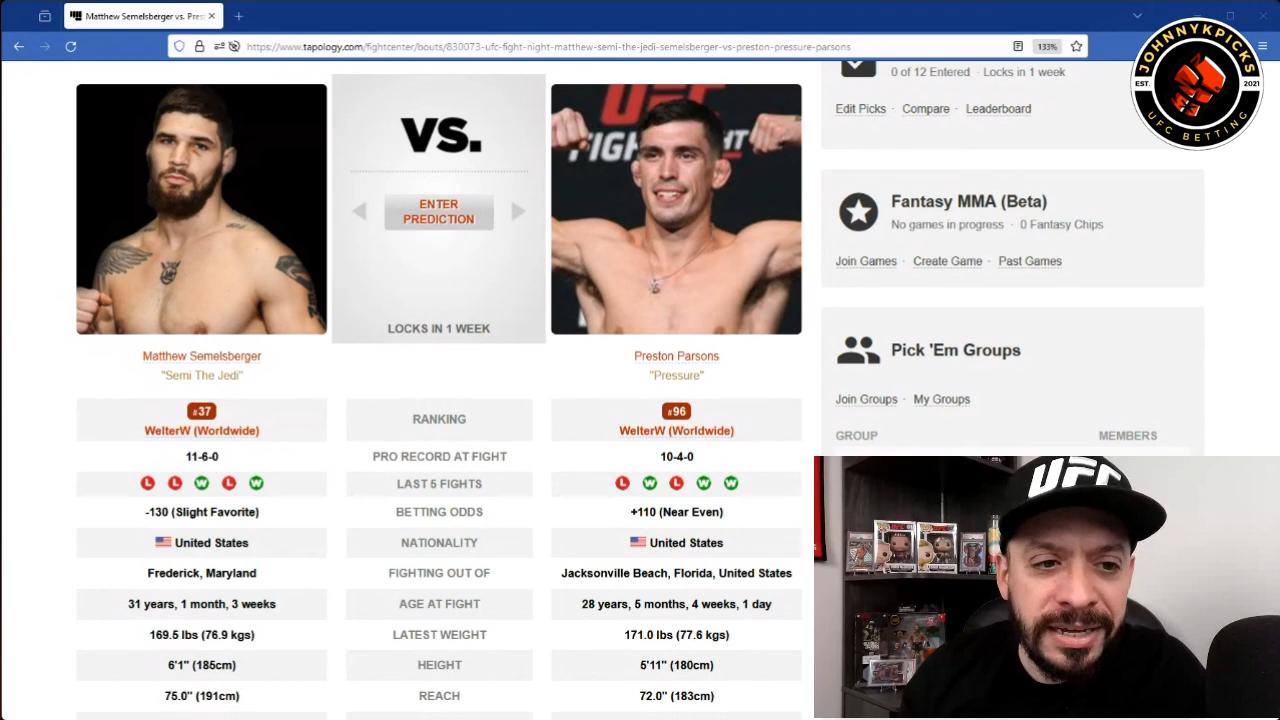 Matthew Semelsberger vs. Pres
https://www.tapology.com/fightcenter/bouts/830073-ufc-fight-night-matthew-semi-the-jedi-semelsberger-vs-preston-pressure-parsons
133%
JOHNNYKPICKS
EST. 2021
UFC BETTING
0 of 12 Entered · Locks in 1 week
Edit Picks · Compare · Leaderboard
VS.
ENTER
PREDICTION
LOCKS IN 1 WEEK
UFC
FIGHT NIGHT
Fantasy MMA (Beta)
No games in progress · 0 Fantasy Chips
Join Games · Create Game · Past Games
Pick 'Em Groups
Join Groups · My Groups
GROUP MEMBERS
Matthew Semelsberger Preston Parsons
"Semi The Jedi" "Pressure"
#37 RANKING #96
WelterW (Worldwide) WelterW (Worldwide)
11-6-0 PRO RECORD AT FIGHT 10-4-0
L L W L W LAST 5 FIGHTS L W L W W
-130 (Slight Favorite) BETTING ODDS +110 (Near Even)
United States NATIONALITY United States
Frederick, Maryland FIGHTING OUT OF Jacksonville Beach, Florida, United States
31 years, 1 month, 3 weeks AGE AT FIGHT 28 years, 5 months, 4 weeks, 1 day
169.5 lbs (76.9 kgs) LATEST WEIGHT 171.0 lbs (77.6 kgs)
6'1" (185cm) HEIGHT 5'11" (180cm)
75.0" (191cm) REACH 72.0" (183cm)
UFC